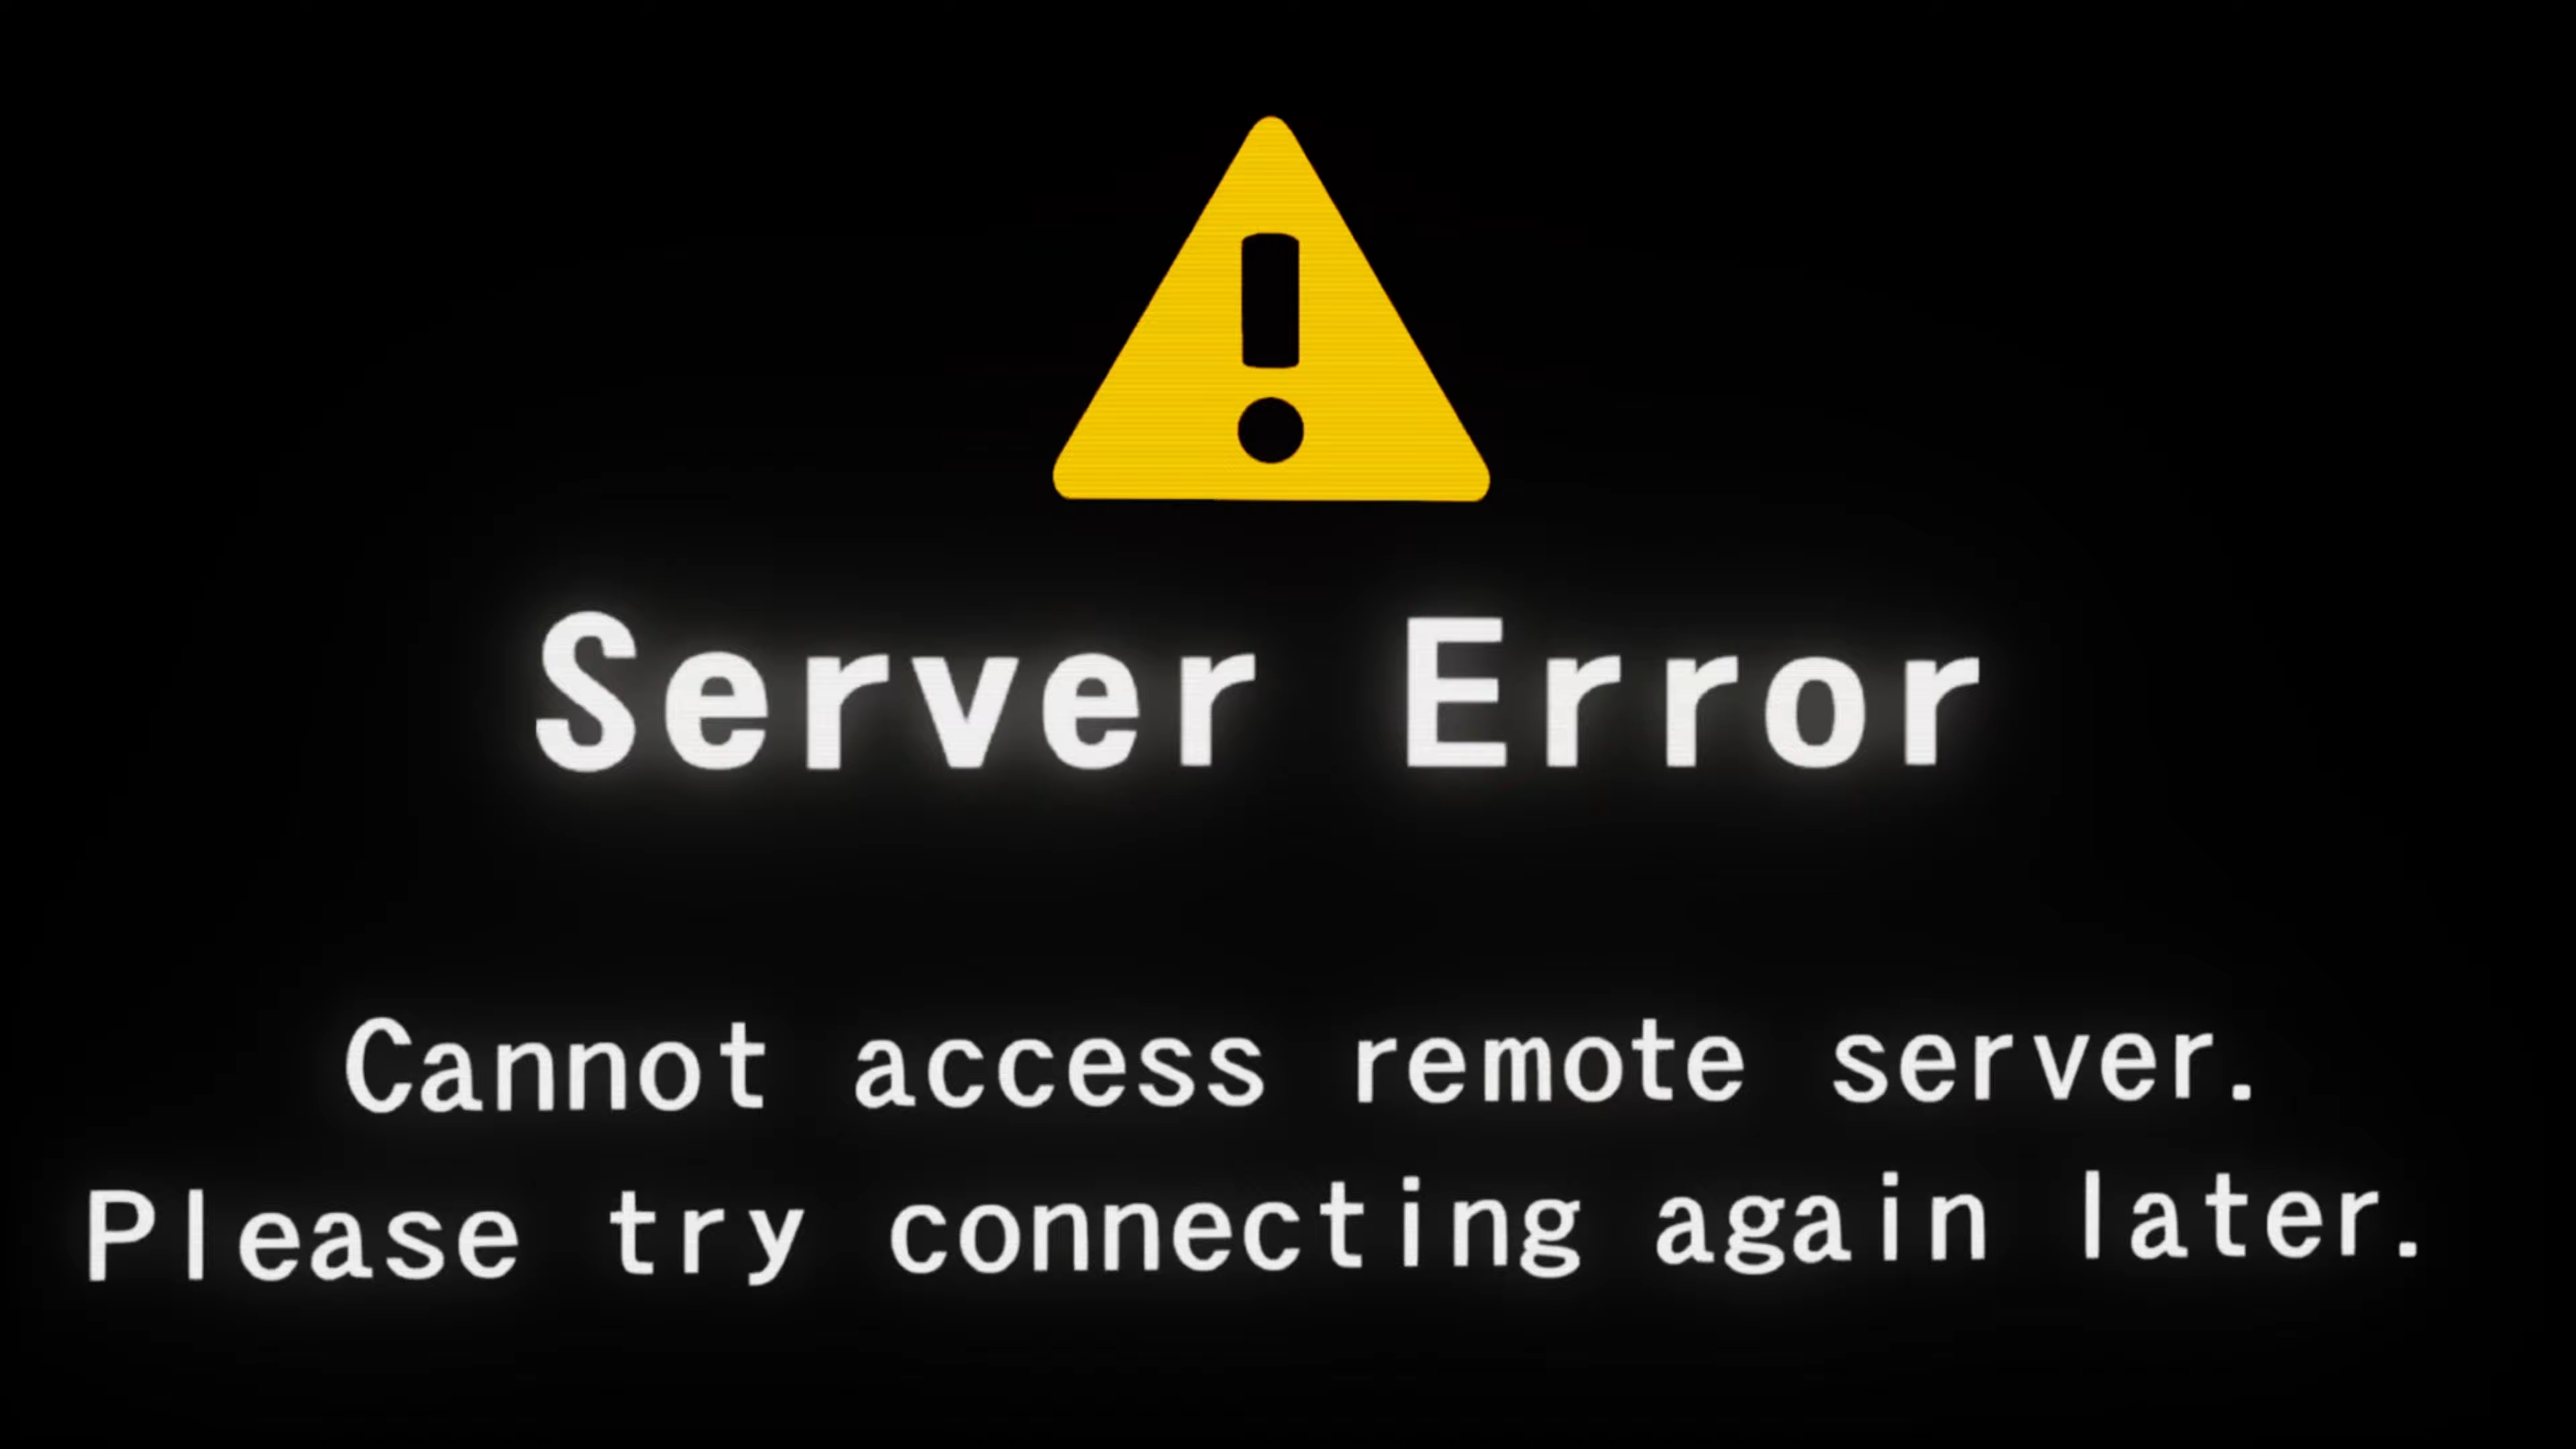 Server Error
Cannot access remote server.
Please try connecting again later.